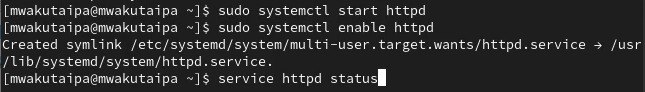 [mwakutaipa@mwakutaipa ~]$ sudo systemctl start httpd
[mwakutaipa@mwakutaipa ~]$ sudo systemctl enable httpd
Created symlink /etc/systemd/system/multi-user.target.wants/httpd.service → /usr
/lib/systemd/system/httpd.service.
[mwakutaipa@mwakutaipa ~]$ service httpd status